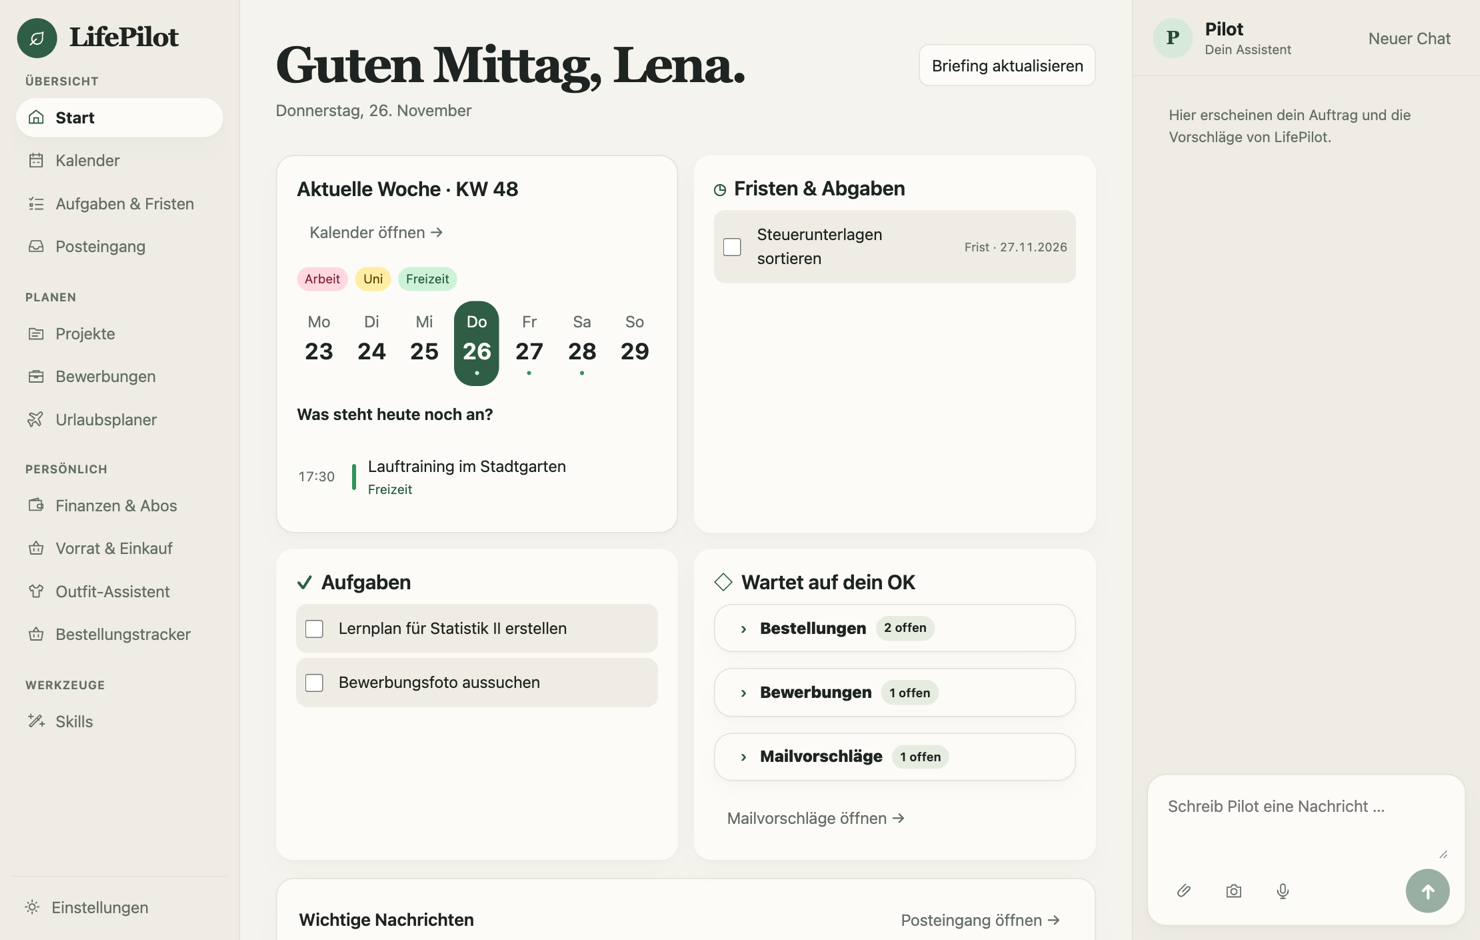 LifePilot
ÜBERSICHT
Start
Kalender
Aufgaben & Fristen
Posteingang
PLANEN
Projekte
Bewerbungen
Urlaubsplaner
PERSÖNLICH
Finanzen & Abos
Vorrat & Einkauf
Outfit-Assistent
Bestellungstracker
WERKZEUGE
Skills
Einstellungen
Guten Mittag, Lena.
Donnerstag, 26. November
Briefing aktualisieren
Aktuelle Woche · KW 48
Kalender öffnen →
Arbeit Uni Freizeit
Mo Di Mi Do Fr Sa So
23 24 25 26 27 28 29
Was steht heute noch an?
17:30 Lauftraining im Stadtgarten
Freizeit
Fristen & Abgaben
Steuerunterlagen
sortieren
Frist · 27.11.2026
Aufgaben
Lernplan für Statistik II erstellen
Bewerbungsfoto aussuchen
Wartet auf dein OK
› Bestellungen 2 offen
› Bewerbungen 1 offen
› Mailvorschläge 1 offen
Mailvorschläge öffnen →
Wichtige Nachrichten
Posteingang öffnen →
P
Pilot
Dein Assistent
Neuer Chat
Hier erscheinen dein Auftrag und die
Vorschläge von LifePilot.
Schreib Pilot eine Nachricht ...